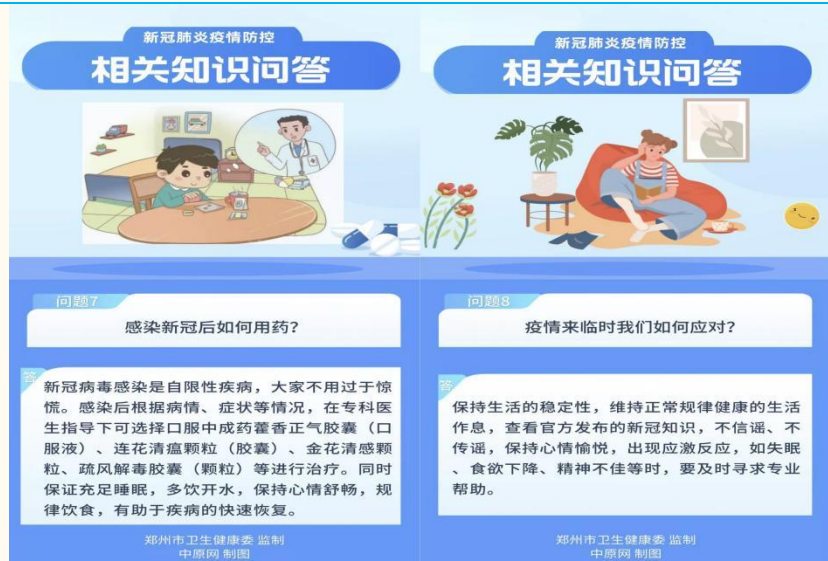 新冠肺炎疫情防控
相关知识问答
问题7
感染新冠后如何用药？
答
新冠病毒感染是自限性疾病，大家不用过于惊
慌。感染后根据病情、症状等情况，在专科医
生指导下可选择口服中成药藿香正气胶囊（口
服液）、连花清瘟颗粒（胶囊）、金花清感颗
粒、疏风解毒胶囊（颗粒）等进行治疗。同时
保证充足睡眠，多饮开水，保持心情舒畅，规
律饮食，有助于疾病的快速恢复。
郑州市卫生健康委 监制
中原网 制图
新冠肺炎疫情防控
相关知识问答
问题8
疫情来临时我们如何应对？
答
保持生活的稳定性，维持正常规律健康的生活
作息，查看官方发布的新冠知识，不信谣、不
传谣，保持心情愉悦，出现应激反应，如失眠
、食欲下降、精神不佳等时，要及时寻求专业
帮助。
郑州市卫生健康委 监制
中原网 制图